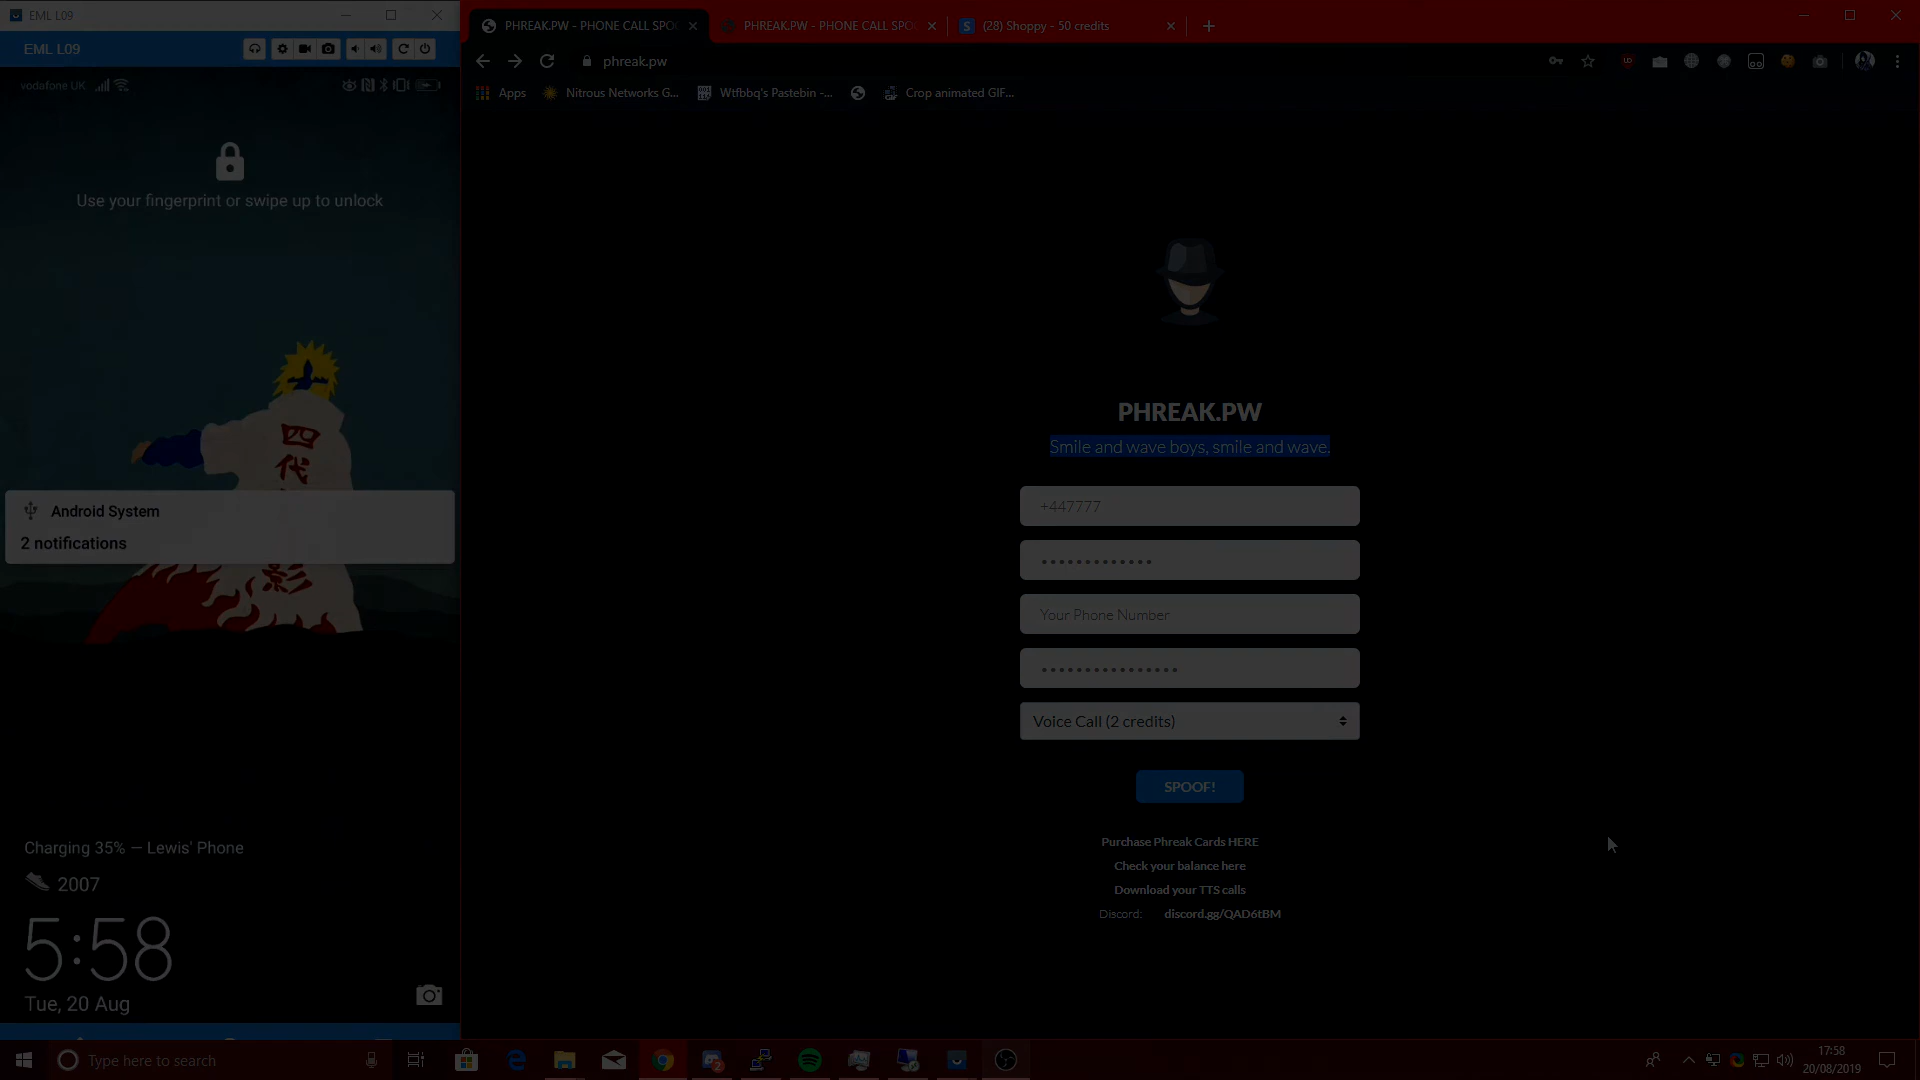 EML L09
EML L09
vodafone UK
Use your fingerprint or swipe up to unlock
四代
影
Android System
2 notifications
Charging 35% — Lewis' Phone
2007
5:58
Tue, 20 Aug
PHREAK.PW - PHONE CALL SPO
PHREAK.PW - PHONE CALL SPO
(28) Shoppy - 50 credits
phreak.pw
Apps
Nitrous Networks G...
Wtfbbq's Pastebin -...
Crop animated GIF...
PHREAK.PW
Smile and wave boys, smile and wave.
+447777
•••••••••••••
Your Phone Number
••••••••••••••••
Voice Call (2 credits)
SPOOF!
Purchase Phreak Cards HERE
Check your balance here
Download your TTS calls
Discord: discord.gg/QAD6tBM
Type here to search
2
17:58
20/08/2019